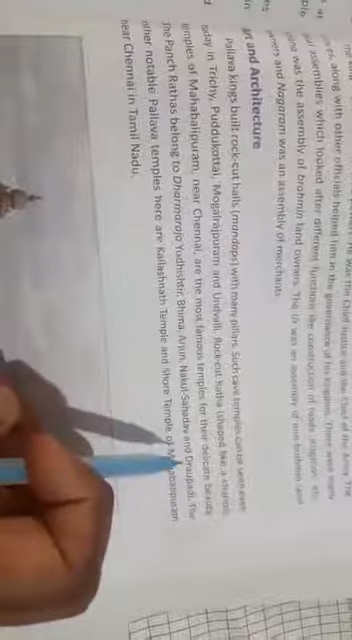 was the Chief Justice and the Chief of the Army. The
along with other officials helped him in the governance of his kingdom. There were many
assemblies which looked after different functions like construction of roads, irrigation, etc.
was the assembly of brahmin land owners. The Ur was an assembly of non-brahmin land
owners and Nagaram was an assembly of merchants.
Art and Architecture
Pallava kings built rock-cut halls (mandaps) with many pillars. Such cave temples can be seen even
today in Trichy, Puddukottai, Mogalrajpuram and Undvalli. Rock-cut Ratha (shaped like a chariot)
temples of Mahabalipuram, near Chennai, are the most famous temples for their delicate beauty.
The Panch Rathas belong to Dharmaraja Yudhishtir, Bhima, Arjun, Nakul-Sahadav and Draupadi. The
other notable Pallava temples here are Kailashnath Temple and Shore Temple of Mahabalipuram
near Chennai in Tamil Nadu.